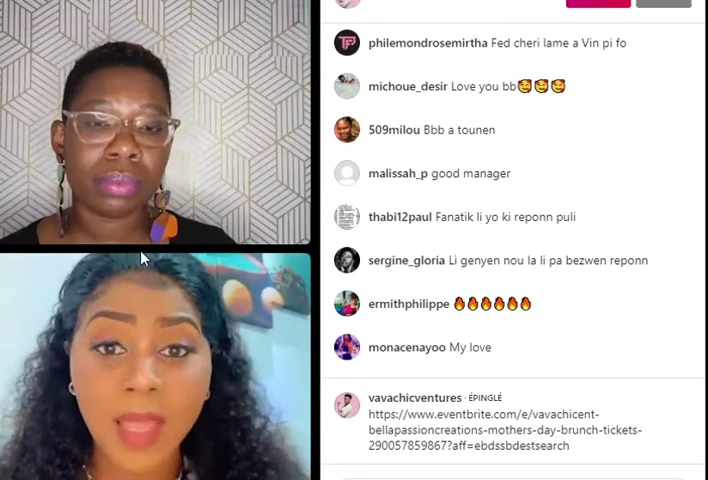 philemondrosemirtha Fed cheri lame a Vin pi fo
michoue_desir Love you bb🥰🥰🥰
509milou Bbb a tounen
malissah_p good manager
thabi12paul Fanatik li yo ki reponn puli
sergine_gloria Li genyen nou la li pa bezwen reponn
ermithphilippe 🔥🔥🔥🔥🔥🔥
monacenayoo My love
vavachicventures · ÉPINGLÉ
https://www.eventbrite.com/e/vavachicent-
bellapassioncreations-mothers-day-brunch-tickets-
290057859867?aff=ebdssbdestsearch